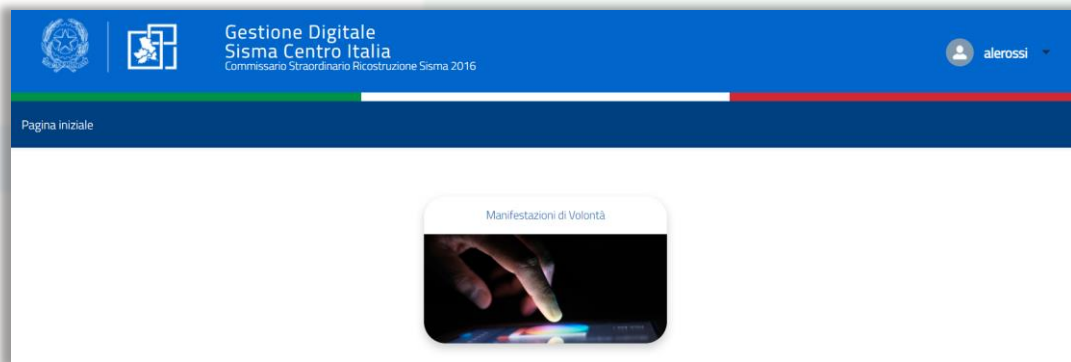 Gestione Digitale
Sisma Centro Italia
Commissario Straordinario Ricostruzione Sisma 2016
alerossi
Pagina iniziale
Manifestazioni di Volontà